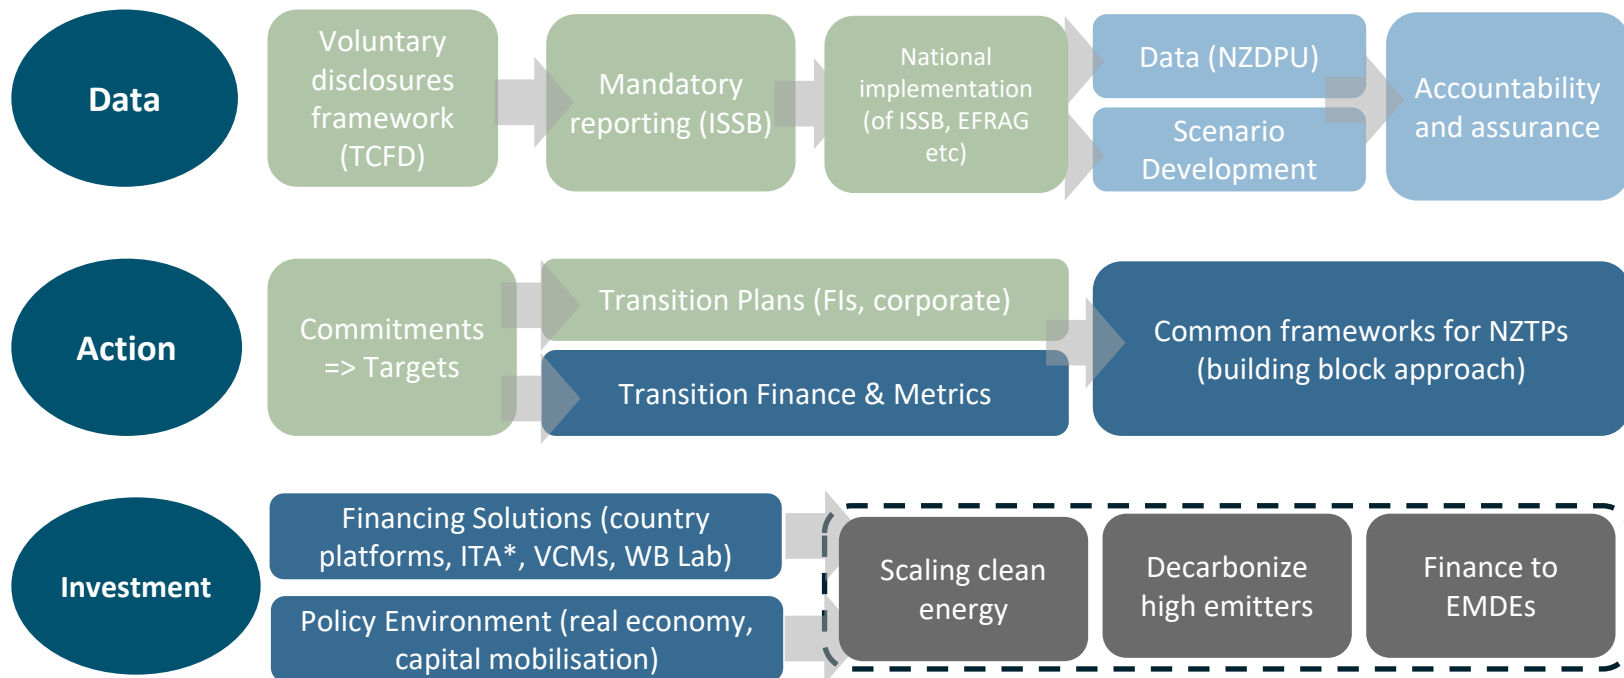 Data
Voluntary
disclosures
framework
(TCFD)
Mandatory
reporting (ISSB)
National
implementation
(of ISSB, EFRAG
etc)
Data (NZDPU)
Scenario
Development
Accountability
and assurance
Action
Commitments
=> Targets
Transition Plans (FIs, corporate)
Transition Finance & Metrics
Common frameworks for NZTPs
(building block approach)
Investment
Financing Solutions (country
platforms, ITA*, VCMs, WB Lab)
Policy Environment (real economy,
capital mobilisation)
Scaling clean
energy
Decarbonize
high emitters
Finance to
EMDEs